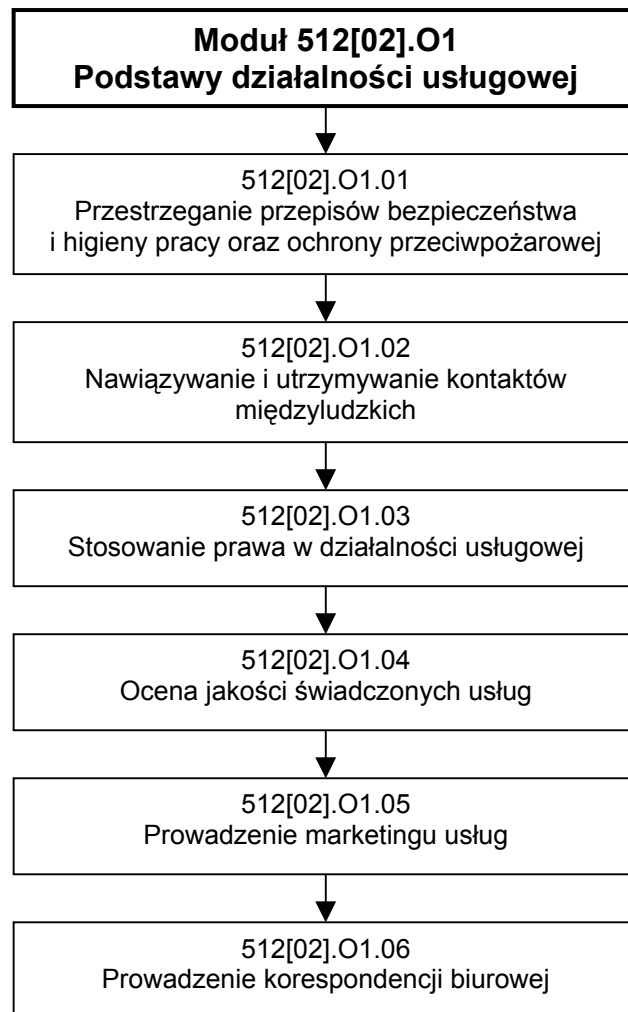 Moduł 512[02].O1
Podstawy działalności usługowej
512[02].O1.01
Przestrzeganie przepisów bezpieczeństwa
i higieny pracy oraz ochrony przeciwpożarowej
512[02].O1.02
Nawiązywanie i utrzymywanie kontaktów
międzyludzkich
512[02].O1.03
Stosowanie prawa w działalności usługowej
512[02].O1.04
Ocena jakości świadczonych usług
512[02].O1.05
Prowadzenie marketingu usług
512[02].O1.06
Prowadzenie korespondencji biurowej